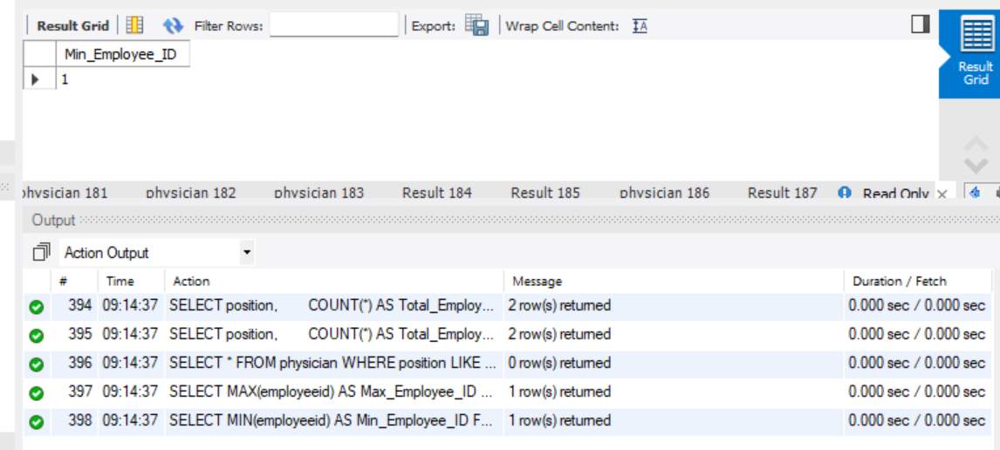 Result Grid Filter Rows: Export: Wrap Cell Content: IA
Min_Employee_ID
1
Result
Grid
physician 181 physician 182 physician 183 Result 184 Result 185 physician 186 Result 187 Read Only ×
Output
Action Output
# Time Action Message Duration / Fetch
394 09:14:37 SELECT position, COUNT(*) AS Total_Employ... 2 row(s) returned 0.000 sec / 0.000 sec
395 09:14:37 SELECT position, COUNT(*) AS Total_Employ... 2 row(s) returned 0.000 sec / 0.000 sec
396 09:14:37 SELECT * FROM physician WHERE position LIKE ... 0 row(s) returned 0.000 sec / 0.000 sec
397 09:14:37 SELECT MAX(employeeid) AS Max_Employee_ID ... 1 row(s) returned 0.000 sec / 0.000 sec
398 09:14:37 SELECT MIN(employeeid) AS Min_Employee_ID F... 1 row(s) returned 0.000 sec / 0.000 sec